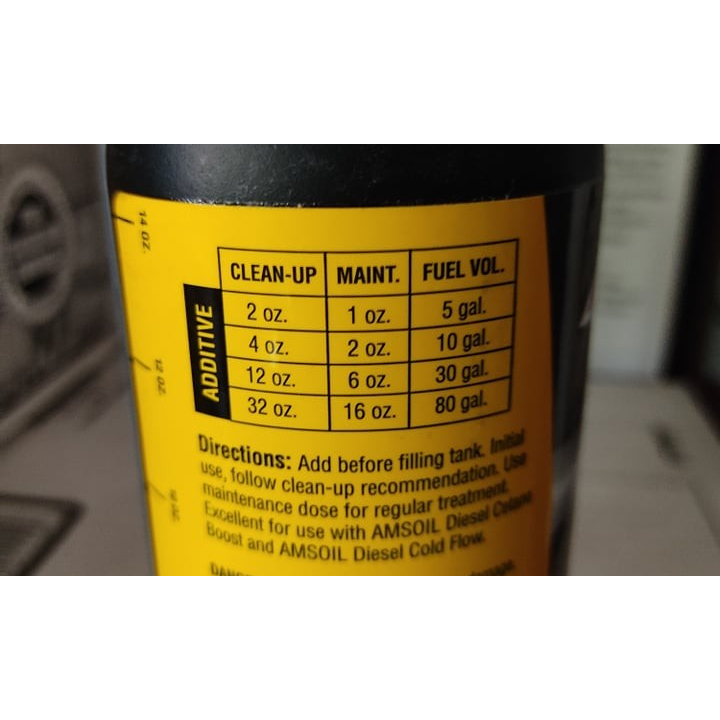 14 OZ.
12 OZ.
10 OZ.
CLEAN-UP MAINT. FUEL VOL.
ADDITIVE
2 oz. 1 oz. 5 gal.
4 oz. 2 oz. 10 gal.
12 oz. 6 oz. 30 gal.
32 oz. 16 oz. 80 gal.
Directions: Add before filling tank. Initial
use, follow clean-up recommendation. Use
maintenance dose for regular treatment.
Excellent for use with AMSOIL Diesel Cetane
Boost and AMSOIL Diesel Cold Flow.